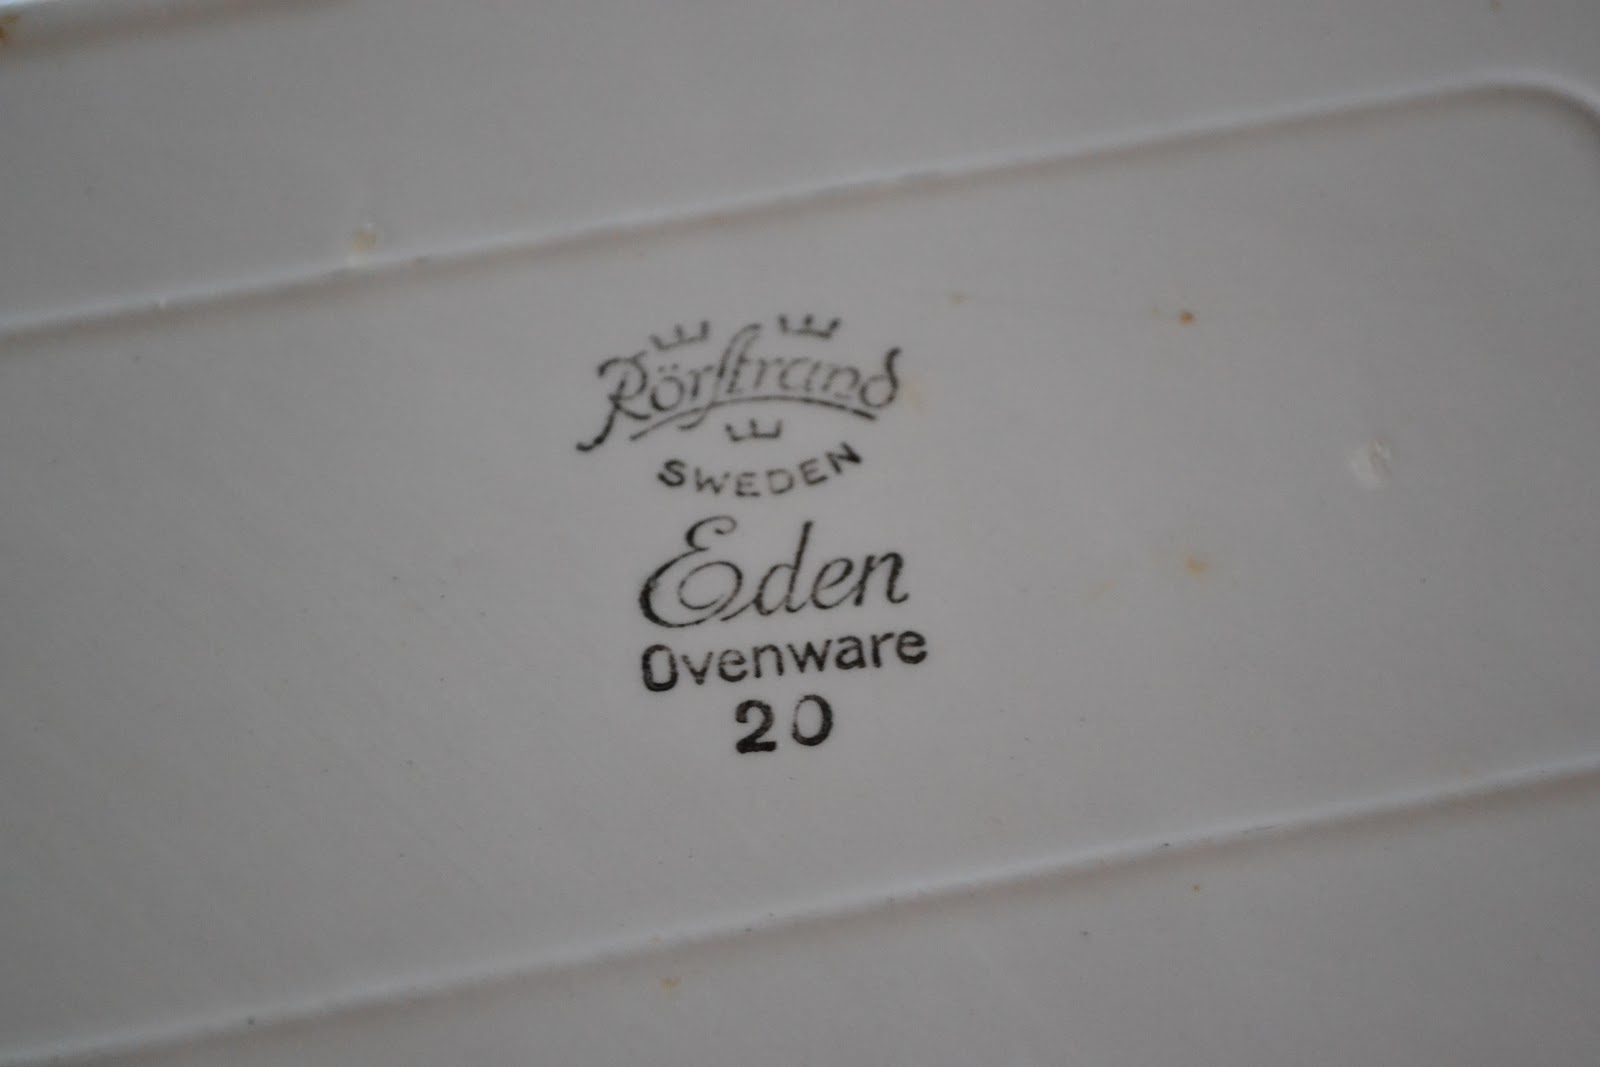 Rörstrand
SWEDEN
Eden
Ovenware
20